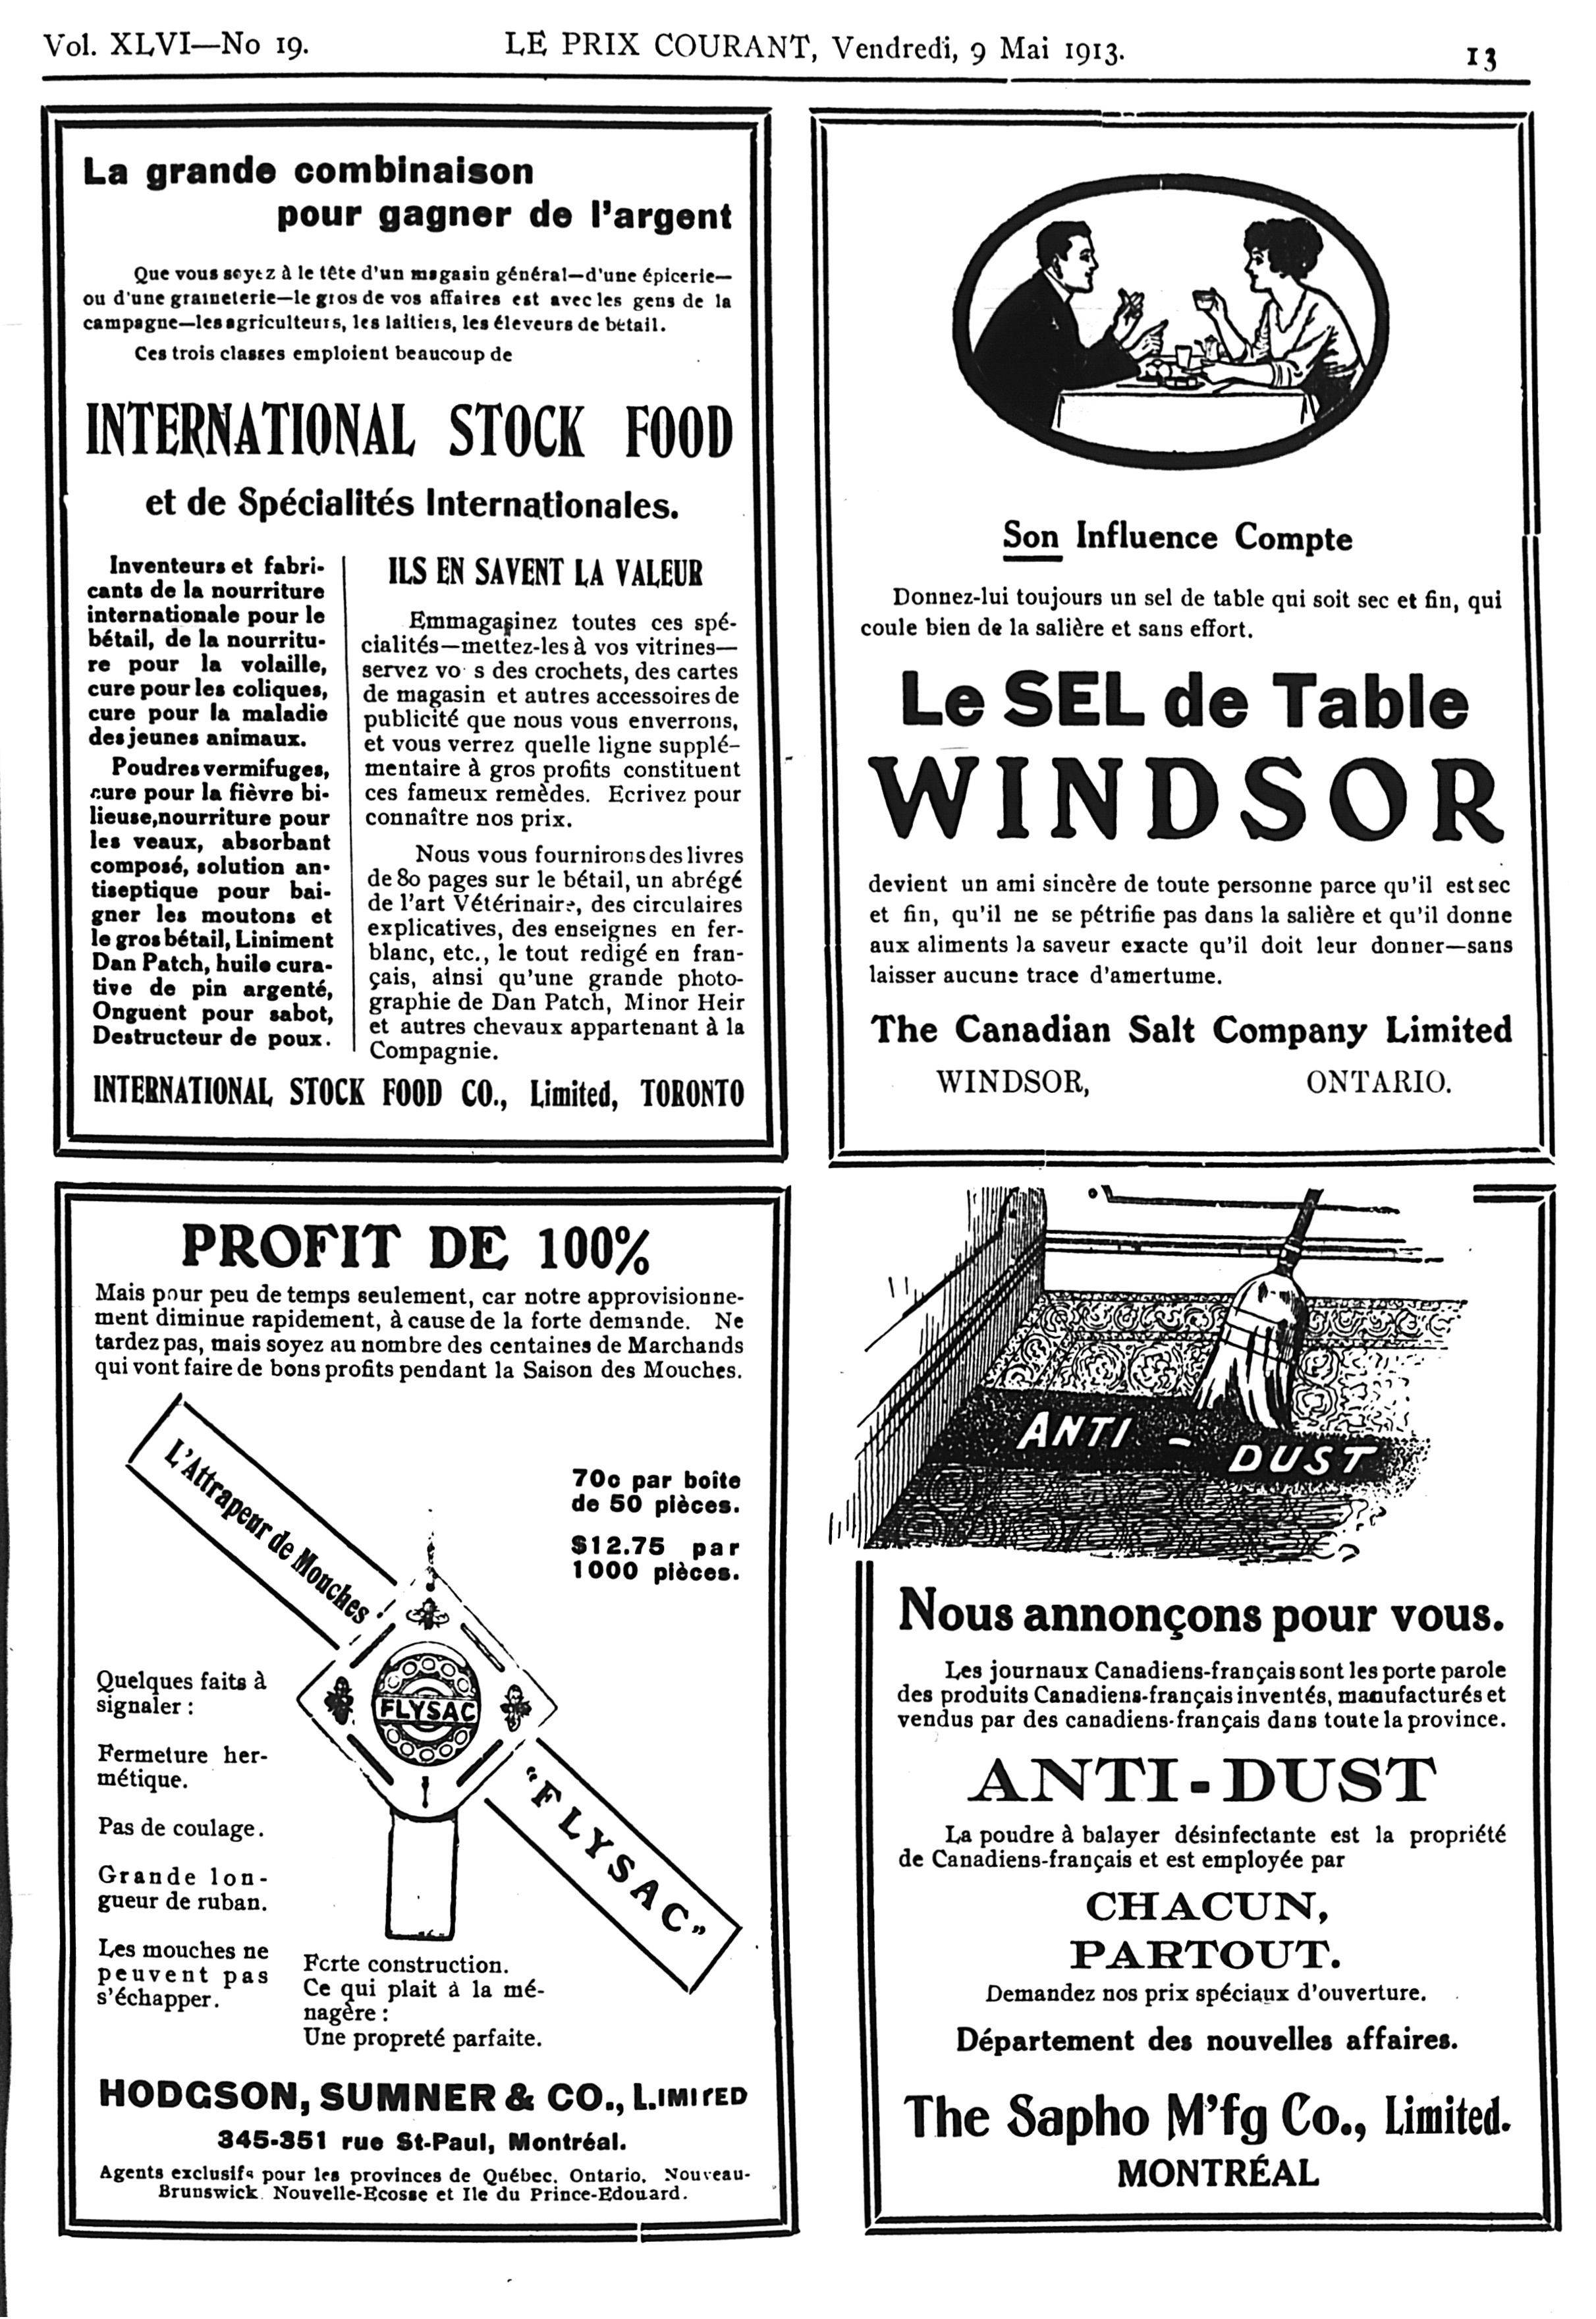 Vol. XLVI—No 19.
LE PRIX COURANT, Vendredi, 9 Mai 1913.
13
La grande combinaison
pour gagner de l'argent
Que vous soyez à le tête d'un magasin général—d'une épicerie—
ou d'une graineterie—le gros de vos affaires est avec les gens de la
campagne—les agriculteurs, les laitiers, les éleveurs de bétail.
Ces trois classes emploient beaucoup de
INTERNATIONAL STOCK FOOD
et de Spécialités Internationales.
Inventeurs et fabri-
cants de la nourriture
internationale pour le
bétail, de la nourritu-
re pour la volaille,
cure pour les coliques,
cure pour la maladie
des jeunes animaux.
Poudres vermifuges,
cure pour la fièvre bi-
lieuse, nourriture pour
les veaux, absorbant
composé, solution an-
tiseptique pour bai-
gner les moutons et
le gros bétail, Liniment
Dan Patch, huile cura-
tive de pin argenté,
Onguent pour sabot,
Destructeur de poux.
ILS EN SAVENT LA VALEUR
Emmagasinez toutes ces spé-
cialités—mettez-les à vos vitrines—
servez vo s des crochets, des cartes
de magasin et autres accessoires de
publicité que nous vous enverrons,
et vous verrez quelle ligne supplé-
mentaire à gros profits constituent
ces fameux remèdes. Ecrivez pour
connaître nos prix.
Nous vous fournirons des livres
de 80 pages sur le bétail, un abrégé
de l'art Vétérinaire, des circulaires
explicatives, des enseignes en fer-
blanc, etc., le tout redigé en fran-
çais, ainsi qu'une grande photo-
graphie de Dan Patch, Minor Heir
et autres chevaux appartenant à la
Compagnie.
INTERNATIONAL STOCK FOOD CO., Limited, TORONTO
Son Influence Compte
Donnez-lui toujours un sel de table qui soit sec et fin, qui
coule bien de la salière et sans effort.
Le SEL de Table
WINDSOR
devient un ami sincère de toute personne parce qu'il est sec
et fin, qu'il ne se pétrifie pas dans la salière et qu'il donne
aux aliments la saveur exacte qu'il doit leur donner—sans
laisser aucune trace d'amertume.
The Canadian Salt Company Limited
WINDSOR, ONTARIO.
PROFIT DE 100%
Mais pour peu de temps seulement, car notre approvisionne-
ment diminue rapidement, à cause de la forte demande. Ne
tardez pas, mais soyez au nombre des centaines de Marchands
qui vont faire de bons profits pendant la Saison des Mouches.
L'Attrapeur de Mouches
70c par boîte
de 50 pièces.
$12.75 par
1000 pièces.
FLYSAC
"FLYSAC"
Quelques faits à
signaler :
Fermeture her-
métique.
Pas de coulage.
Grande lon-
gueur de ruban.
Les mouches ne
peuvent pas
s'échapper.
Forte construction.
Ce qui plait à la mé-
nagère :
Une propreté parfaite.
HODGSON, SUMNER & CO., LIMITED
345-351 rue St-Paul, Montréal.
Agents exclusifs pour les provinces de Québec, Ontario, Nouveau-
Brunswick, Nouvelle-Ecosse et Ile du Prince-Edouard.
ANTI - DUST
Nous annonçons pour vous.
Les journaux Canadiens-français sont les porte parole
des produits Canadiens-français inventés, manufacturés et
vendus par des canadiens-français dans toute la province.
ANTI-DUST
La poudre à balayer désinfectante est la propriété
de Canadiens-français et est employée par
CHACUN,
PARTOUT.
Demandez nos prix spéciaux d'ouverture.
Département des nouvelles affaires.
The Sapho M'fg Co., Limited.
MONTRÉAL